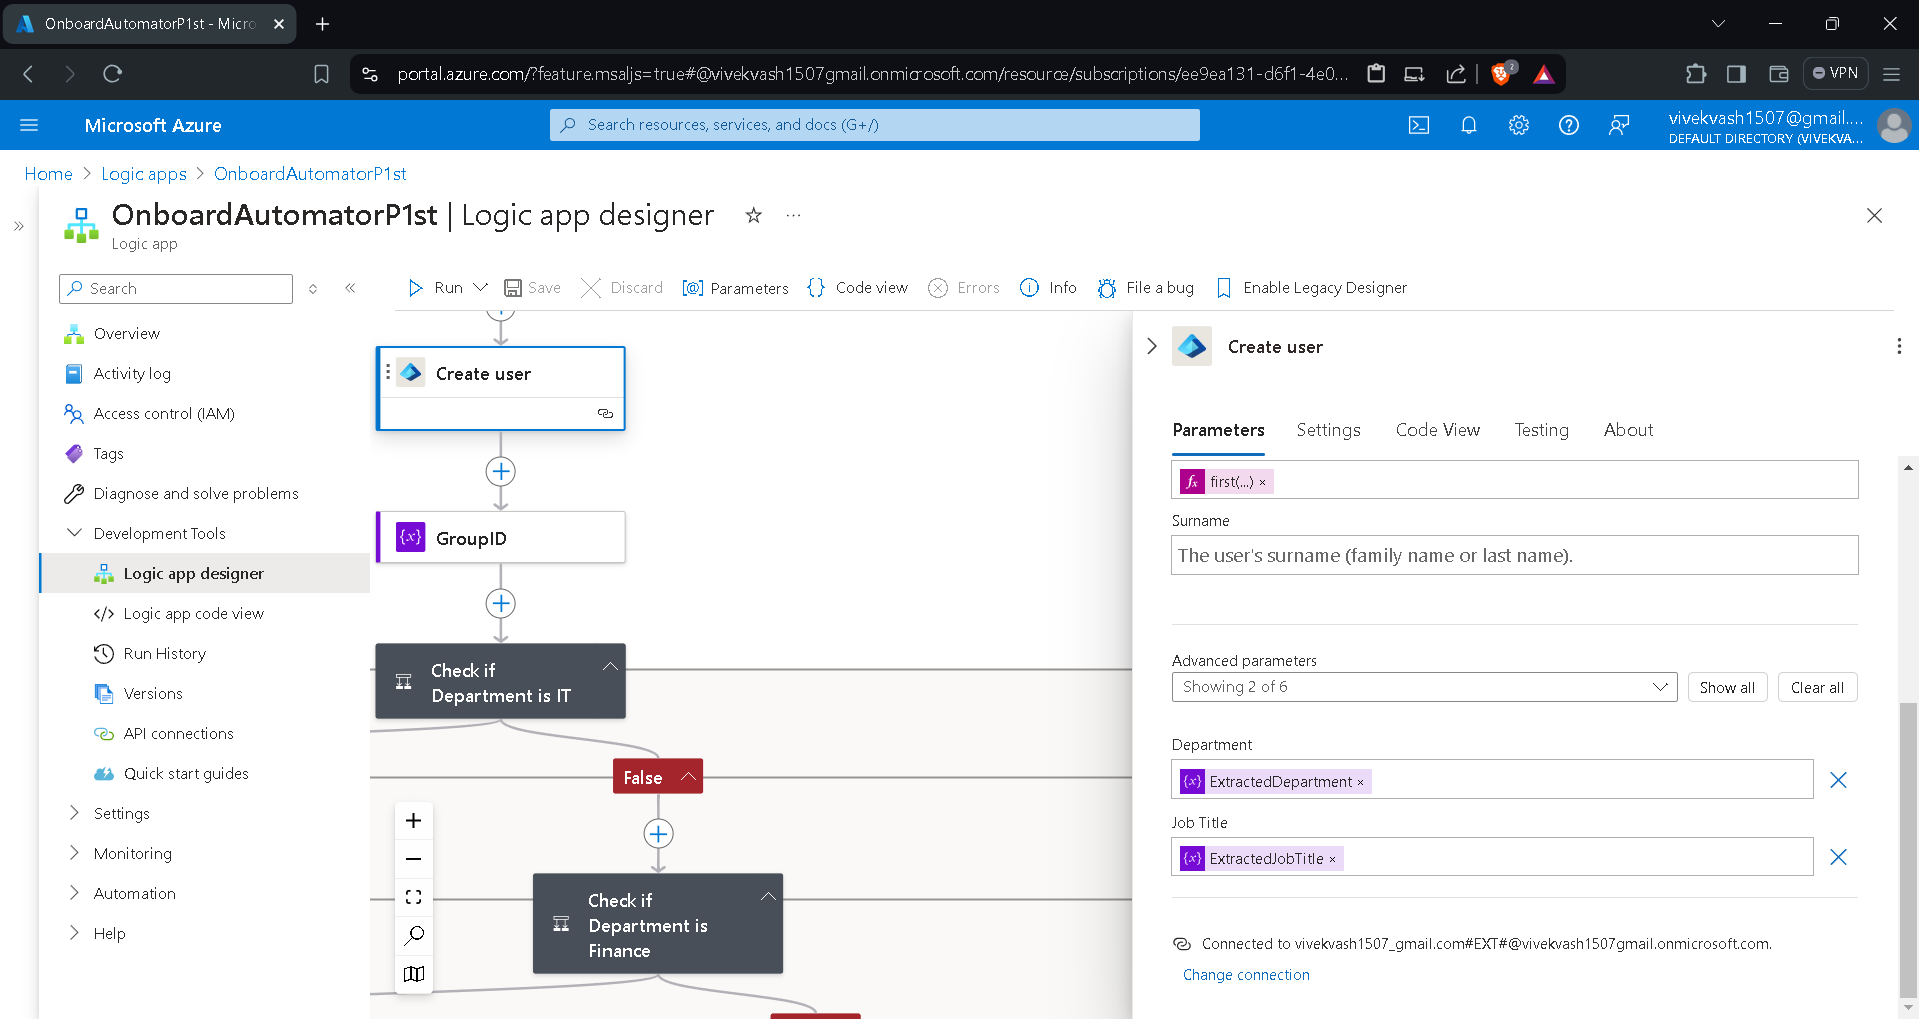 OnboardAutomatorP1st - Micro
portal.azure.com/?feature.msaljs=true#@vivekvash1507gmail.onmicrosoft.com/resource/subscriptions/ee9ea131-d6f1-4e0...
2
VPN
Microsoft Azure
Search resources, services, and docs (G+/)
vivekvash1507@gmail....
DEFAULT DIRECTORY (VIVEKVA...
Home > Logic apps > OnboardAutomatorP1st
OnboardAutomatorP1st | Logic app designer
Logic app
Search
Run
Save
Discard
Parameters
Code view
Errors
Info
File a bug
Enable Legacy Designer
Overview
Activity log
Access control (IAM)
Tags
Diagnose and solve problems
Development Tools
Logic app designer
Logic app code view
Run History
Versions
API connections
Quick start guides
Settings
Monitoring
Automation
Help
Create user
GroupID
Check if
Department is IT
False
Check if
Department is
Finance
Create user
Parameters
Settings
Code View
Testing
About
fx first(...) ×
Surname
The user's surname (family name or last name).
Advanced parameters
Showing 2 of 6
Show all
Clear all
Department
{x} ExtractedDepartment ×
Job Title
{x} ExtractedJobTitle ×
Connected to vivekvash1507_gmail.com#EXT#@vivekvash1507gmail.onmicrosoft.com.
Change connection